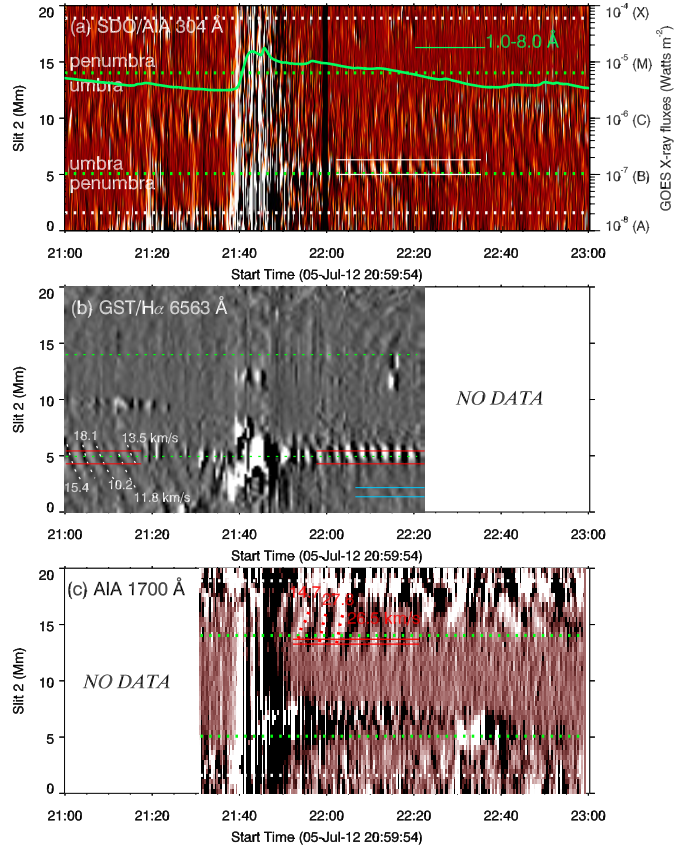 (a) SDO/AIA 304 Å
1.0-8.0 Å
penumbra
umbra
umbra
penumbra
Slit 2 (Mm)
20
15
10
5
0
10⁻⁴ (X)
10⁻⁵ (M)
10⁻⁶ (C)
10⁻⁷ (B)
10⁻⁸ (A)
GOES X-ray fluxes (Watts m⁻²)
21:00 21:20 21:40 22:00 22:20 22:40 23:00
Start Time (05-Jul-12 20:59:54)
(b) GST/Hα 6563 Å
NO DATA
18.1
13.5 km/s
15.4
10.2
11.8 km/s
Slit 2 (Mm)
20
15
10
5
0
21:00 21:20 21:40 22:00 22:20 22:40 23:00
Start Time (05-Jul-12 20:59:54)
(c) AIA 1700 Å
NO DATA
14.7
km/s
Slit 2 (Mm)
20
15
10
5
0
21:00 21:20 21:40 22:00 22:20 22:40 23:00
Start Time (05-Jul-12 20:59:54)